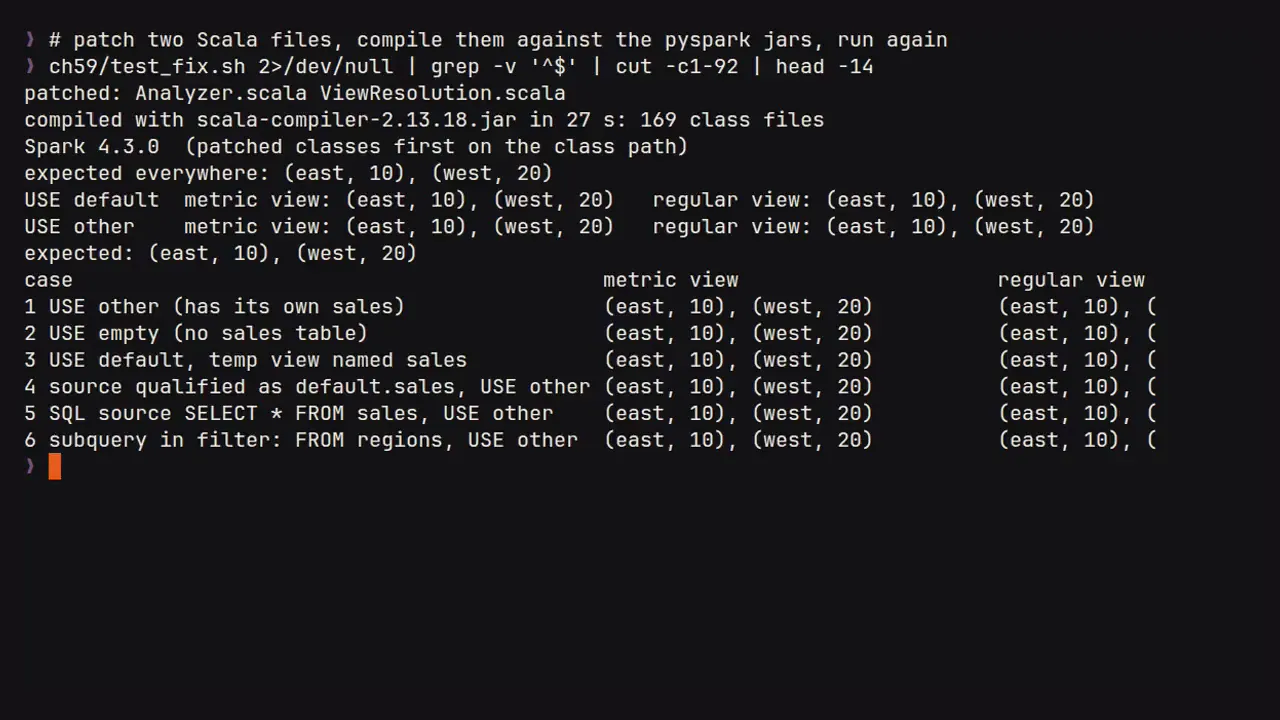 ❯ # patch two Scala files, compile them against the pyspark jars, run again
❯ ch59/test_fix.sh 2>/dev/null | grep -v '^$' | cut -c1-92 | head -14
patched: Analyzer.scala ViewResolution.scala
compiled with scala-compiler-2.13.18.jar in 27 s: 169 class files
Spark 4.3.0  (patched classes first on the class path)
expected everywhere: (east, 10), (west, 20)
USE default  metric view: (east, 10), (west, 20)   regular view: (east, 10), (west, 20)
USE other    metric view: (east, 10), (west, 20)   regular view: (east, 10), (west, 20)
expected: (east, 10), (west, 20)
case                                           metric view                     regular view
1 USE other (has its own sales)                (east, 10), (west, 20)          (east, 10), (
2 USE empty (no sales table)                   (east, 10), (west, 20)          (east, 10), (
3 USE default, temp view named sales           (east, 10), (west, 20)          (east, 10), (
4 source qualified as default.sales, USE other (east, 10), (west, 20)          (east, 10), (
5 SQL source SELECT * FROM sales, USE other    (east, 10), (west, 20)          (east, 10), (
6 subquery in filter: FROM regions, USE other  (east, 10), (west, 20)          (east, 10), (
❯